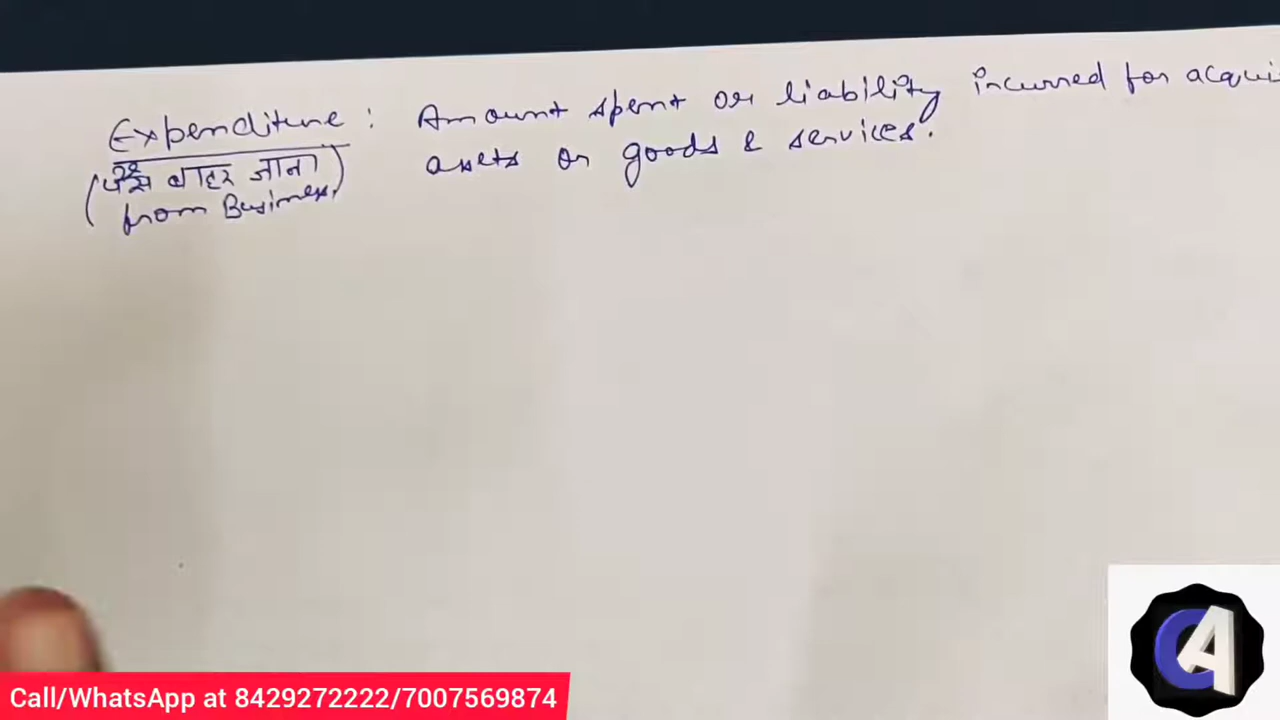 Expenditure : Amount spent or liability incurred for acqui
assets or goods & services.
(पैसे बाहर जाना)
from Business,
Call/WhatsApp at 8429272222/7007569874
CA